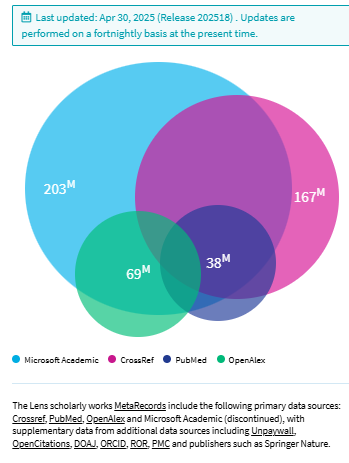 Last updated: Apr 30, 2025 (Release 202518) . Updates are
performed on a fortnightly basis at the present time.
203M
167M
38M
69M
Microsoft Academic CrossRef PubMed OpenAlex
The Lens scholarly works MetaRecords include the following primary data sources:
Crossref, PubMed, OpenAlex and Microsoft Academic (discontinued), with
supplementary data from additional data sources including Unpaywall,
OpenCitations, DOAJ, ORCID, ROR, PMC and publishers such as Springer Nature.